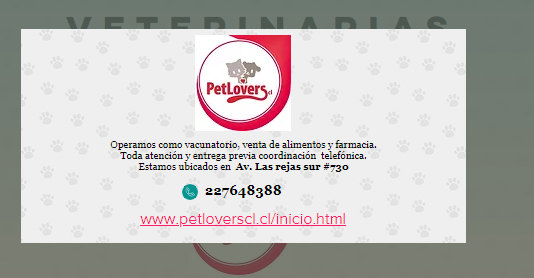 VETERINARIAS
PetLovers.cl
Operamos como vacunatorio, venta de alimentos y farmacia.
Toda atención y entrega previa coordinación telefónica.
Estamos ubicados en Av. Las rejas sur #730
227648388
www.petloverscl.cl/inicio.html